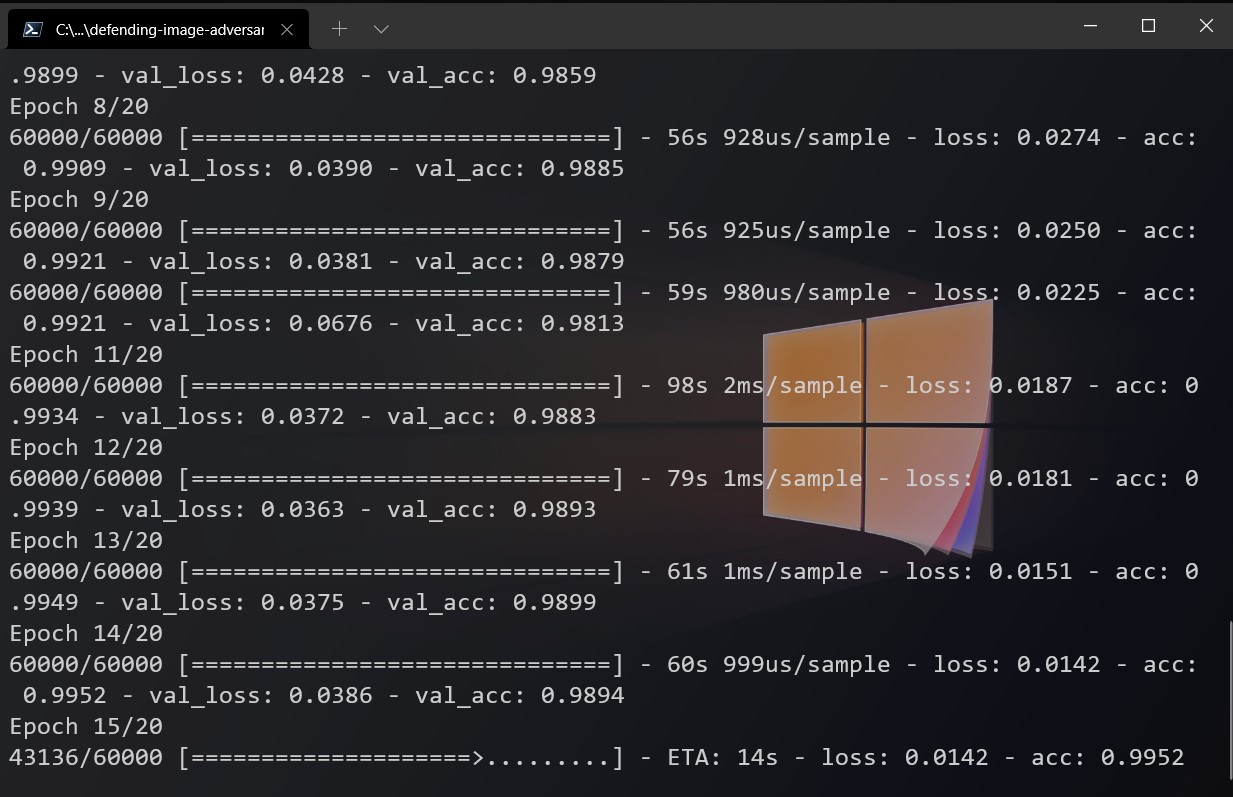 C:\...\defending-image-adversar
.9899 - val_loss: 0.0428 - val_acc: 0.9859
Epoch 8/20
60000/60000 [==============================] - 56s 928us/sample - loss: 0.0274 - acc:
 0.9909 - val_loss: 0.0390 - val_acc: 0.9885
Epoch 9/20
60000/60000 [==============================] - 56s 925us/sample - loss: 0.0250 - acc:
 0.9921 - val_loss: 0.0381 - val_acc: 0.9879
60000/60000 [==============================] - 59s 980us/sample - loss: 0.0225 - acc:
 0.9921 - val_loss: 0.0676 - val_acc: 0.9813
Epoch 11/20
60000/60000 [==============================] - 98s 2ms/sample - loss: 0.0187 - acc: 0
.9934 - val_loss: 0.0372 - val_acc: 0.9883
Epoch 12/20
60000/60000 [==============================] - 79s 1ms/sample - loss: 0.0181 - acc: 0
.9939 - val_loss: 0.0363 - val_acc: 0.9893
Epoch 13/20
60000/60000 [==============================] - 61s 1ms/sample - loss: 0.0151 - acc: 0
.9949 - val_loss: 0.0375 - val_acc: 0.9899
Epoch 14/20
60000/60000 [==============================] - 60s 999us/sample - loss: 0.0142 - acc:
 0.9952 - val_loss: 0.0386 - val_acc: 0.9894
Epoch 15/20
43136/60000 [====================>.........] - ETA: 14s - loss: 0.0142 - acc: 0.9952